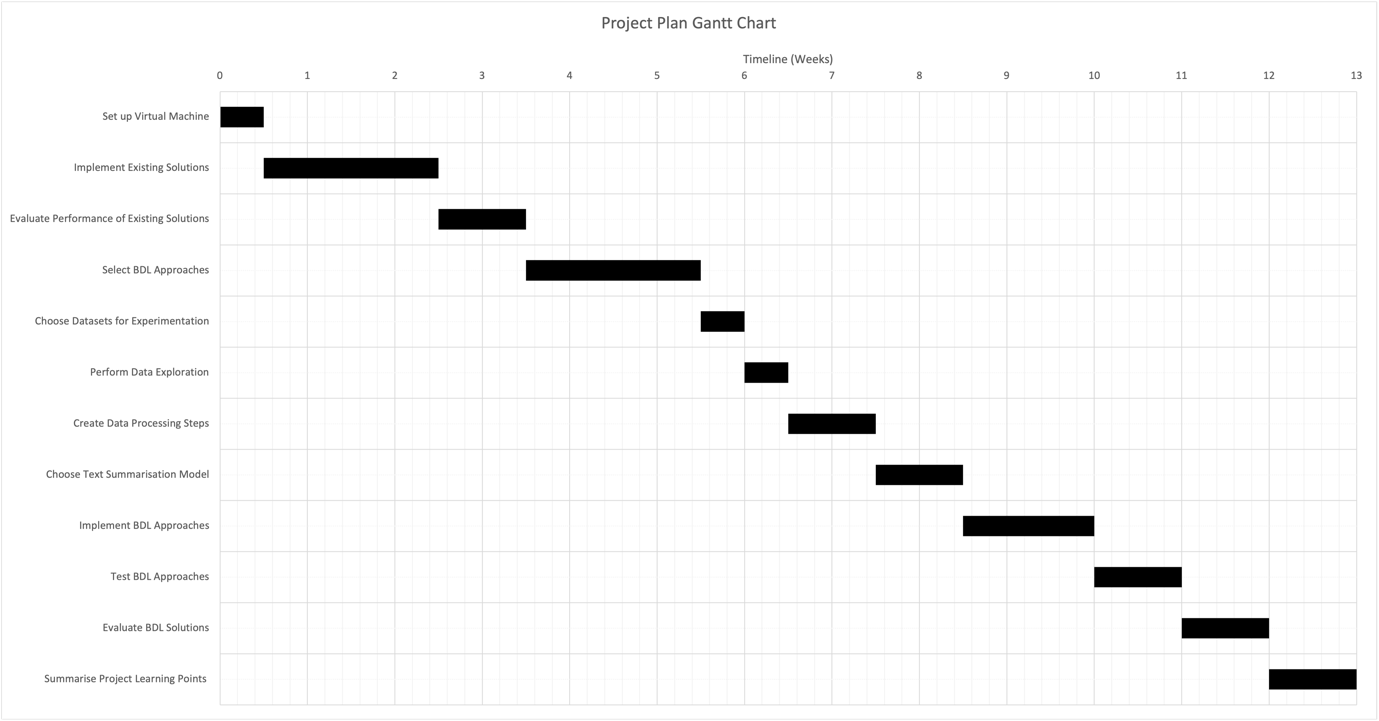 Project Plan Gantt Chart
Timeline (Weeks)
0 1 2 3 4 5 6 7 8 9 10 11 12 13
Set up Virtual Machine
Implement Existing Solutions
Evaluate Performance of Existing Solutions
Select BDL Approaches
Choose Datasets for Experimentation
Perform Data Exploration
Create Data Processing Steps
Choose Text Summarisation Model
Implement BDL Approaches
Test BDL Approaches
Evaluate BDL Solutions
Summarise Project Learning Points